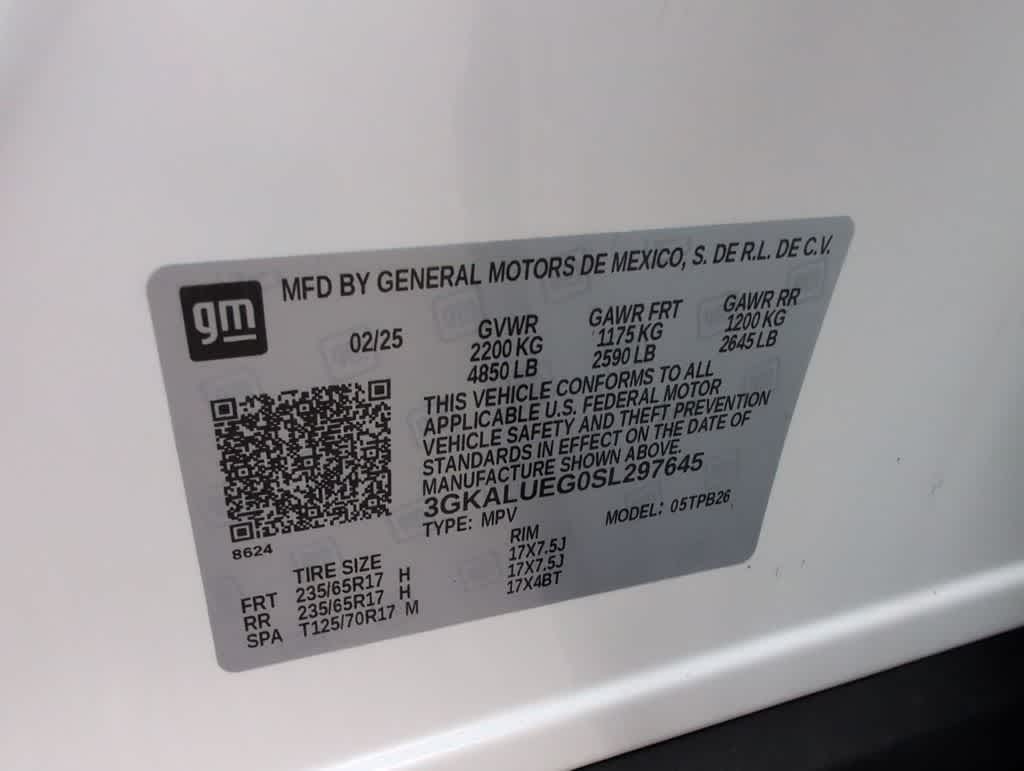 gm
MFD BY GENERAL MOTORS DE MEXICO, S. DE R.L. DE C.V.
02/25
GVWR
2200 KG
4850 LB
GAWR FRT
1175 KG
2590 LB
GAWR RR
1200 KG
2645 LB
THIS VEHICLE CONFORMS TO ALL
APPLICABLE U.S. FEDERAL MOTOR
VEHICLE SAFETY AND THEFT PREVENTION
STANDARDS IN EFFECT ON THE DATE OF
MANUFACTURE SHOWN ABOVE.
3GKALUEG0SL297645
TYPE: MPV
MODEL: 05TPB26
8624
TIRE SIZE
RIM
FRT 235/65R17 H 17X7.5J
RR 235/65R17 H 17X7.5J
SPA T125/70R17 M 17X4BT